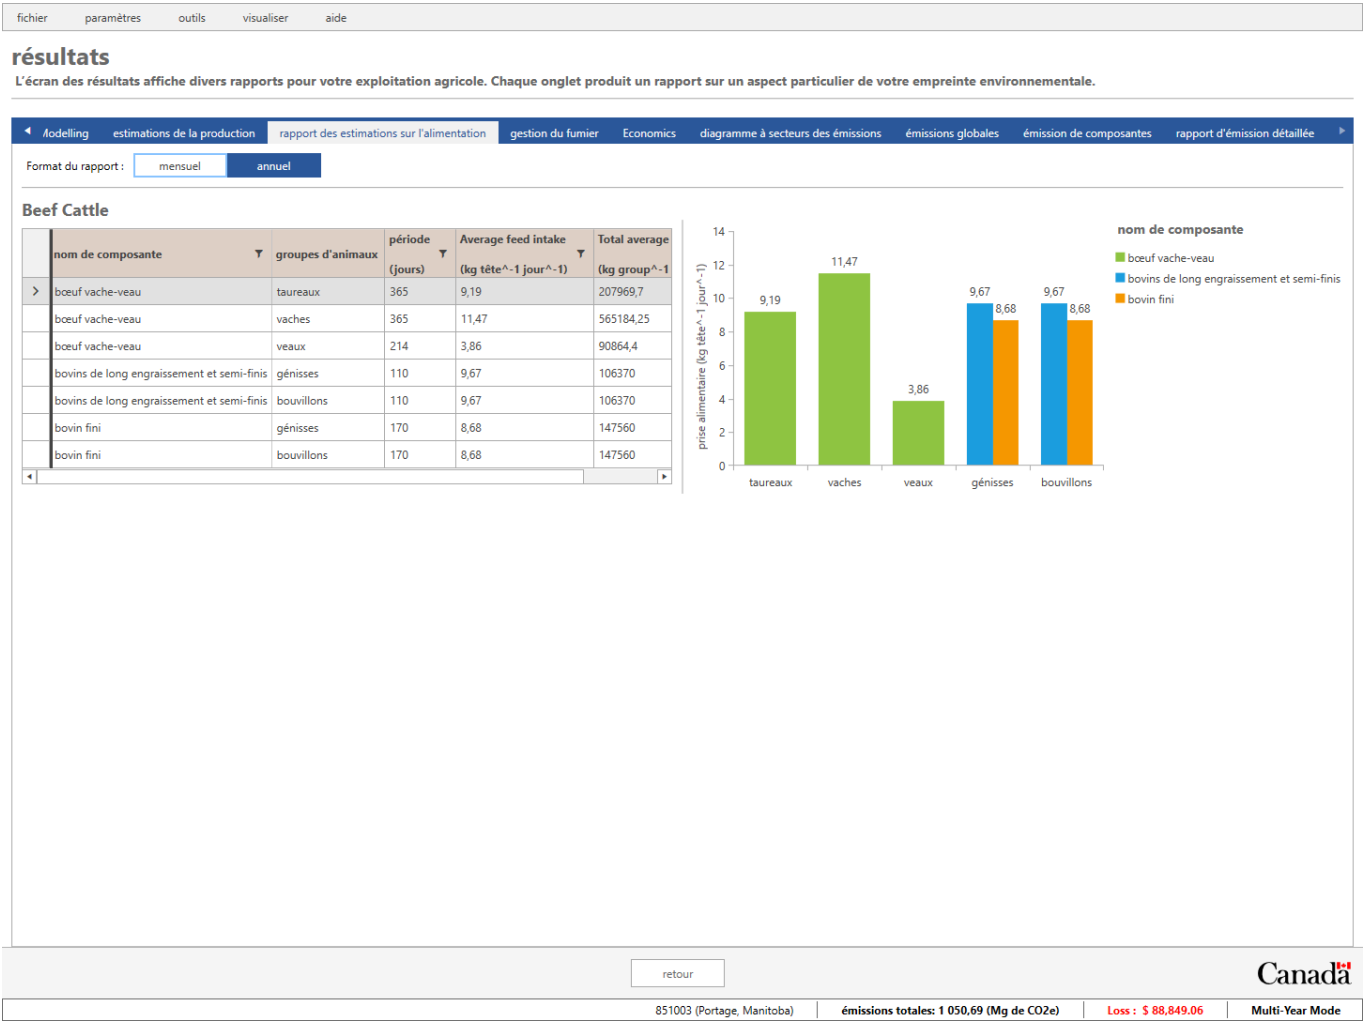 fichier paramètres outils visualiser aide
résultats
L'écran des résultats affiche divers rapports pour votre exploitation agricole. Chaque onglet produit un rapport sur un aspect particulier de votre empreinte environnementale.
Modelling estimations de la production rapport des estimations sur l'alimentation gestion du fumier Economics diagramme à secteurs des émissions émissions globales émission de composantes rapport d'émission détaillée
Format du rapport : mensuel annuel
Beef Cattle
nom de composante groupes d'animaux période (jours) Average feed intake (kg tête^-1 jour^-1) Total average (kg group^-1
bœuf vache-veau taureaux 365 9,19 207969,7
bœuf vache-veau vaches 365 11,47 565184,25
bœuf vache-veau veaux 214 3,86 90864,4
bovins de long engraissement et semi-finis génisses 110 9,67 106370
bovins de long engraissement et semi-finis bouvillons 110 9,67 106370
bovin fini génisses 170 8,68 147560
bovin fini bouvillons 170 8,68 147560
prise alimentaire (kg tête^-1 jour^-1)
14
12
10
8
6
4
2
0
9,19
11,47
3,86
9,67
8,68
9,67
8,68
taureaux vaches veaux génisses bouvillons
nom de composante
bœuf vache-veau
bovins de long engraissement et semi-finis
bovin fini
retour
Canada
851003 (Portage, Manitoba) émissions totales: 1 050,69 (Mg de CO2e) Loss : $ 88,849.06 Multi-Year Mode